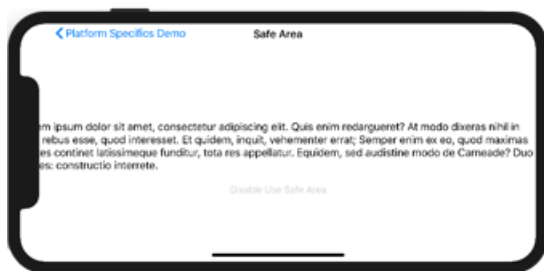 Platform Specifics Demo
Safe Area
em ipsum dolor sit amet, consectetur adipiscing elit. Quis enim redargueret? At modo dixeras nihil in
rebus esse, quod interesset. Et quidem, inquit, vehementer errat; Semper enim ex eo, quod maximas
es continet latissimeque funditur, tota res appellatur. Equidem, sed audistine modo de Carneade? Duo
es: constructio interrete.
Disable Use Safe Area